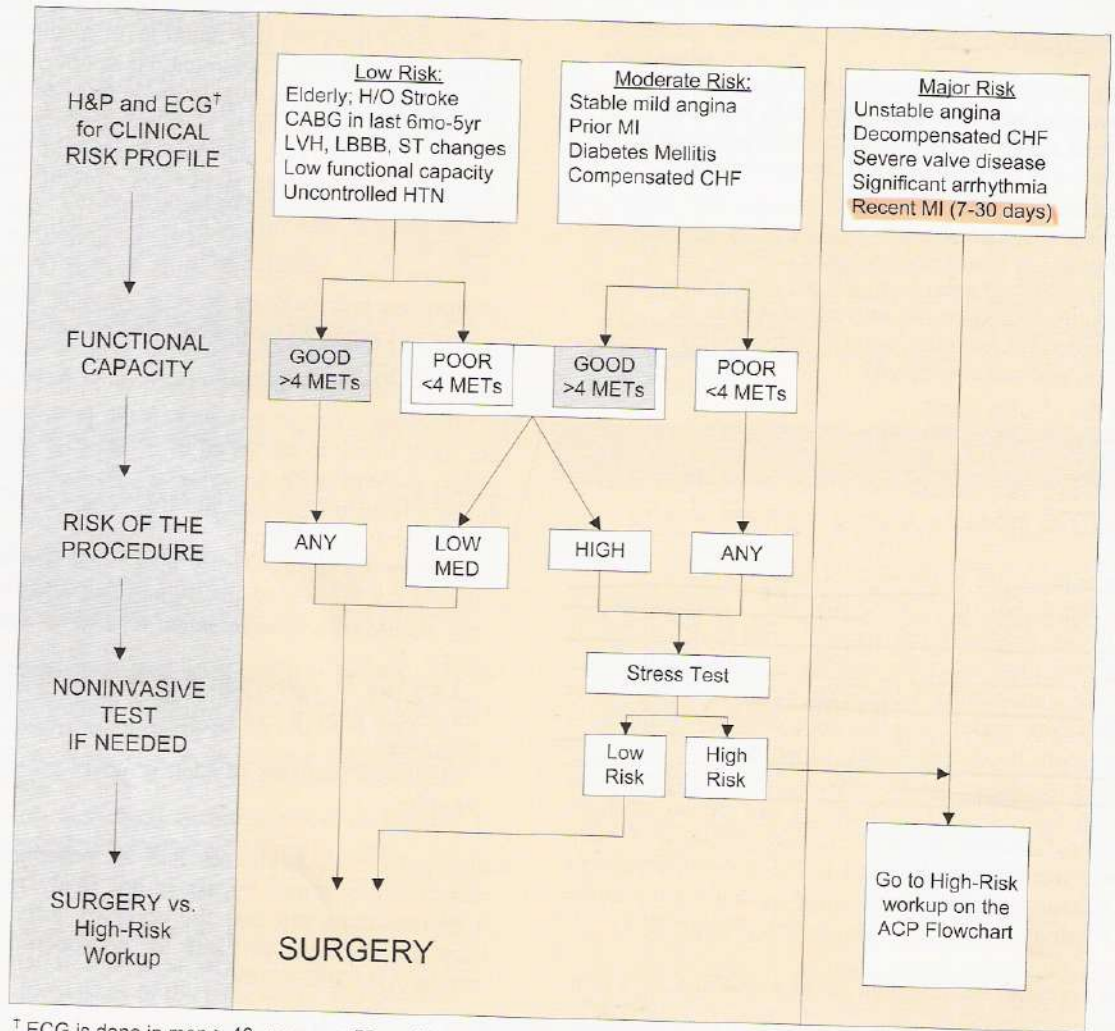 H&P and ECG†
for CLINICAL
RISK PROFILE
Low Risk:
Elderly; H/O Stroke
CABG in last 6mo-5yr
LVH, LBBB, ST changes
Low functional capacity
Uncontrolled HTN
Moderate Risk:
Stable mild angina
Prior MI
Diabetes Mellitis
Compensated CHF
Major Risk
Unstable angina
Decompensated CHF
Severe valve disease
Significant arrhythmia
Recent MI (7-30 days)
FUNCTIONAL
CAPACITY
GOOD
>4 METs
POOR
<4 METs
GOOD
>4 METs
POOR
<4 METs
RISK OF THE
PROCEDURE
ANY
LOW
MED
HIGH
ANY
NONINVASIVE
TEST
IF NEEDED
Stress Test
Low
Risk
High
Risk
SURGERY vs.
High-Risk
Workup
SURGERY
Go to High-Risk
workup on the
ACP Flowchart
† ECG is done in